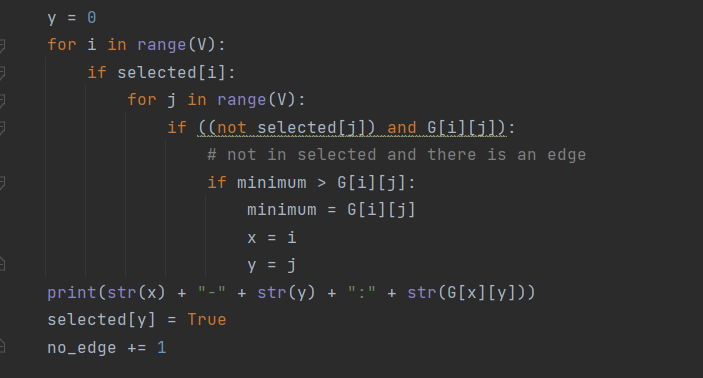 y = 0
for i in range(V):
if selected[i]:
for j in range(V):
if ((not selected[j]) and G[i][j]):
# not in selected and there is an edge
if minimum > G[i][j]:
minimum = G[i][j]
x = i
y = j
print(str(x) + "-" + str(y) + ":" + str(G[x][y]))
selected[y] = True
no_edge += 1